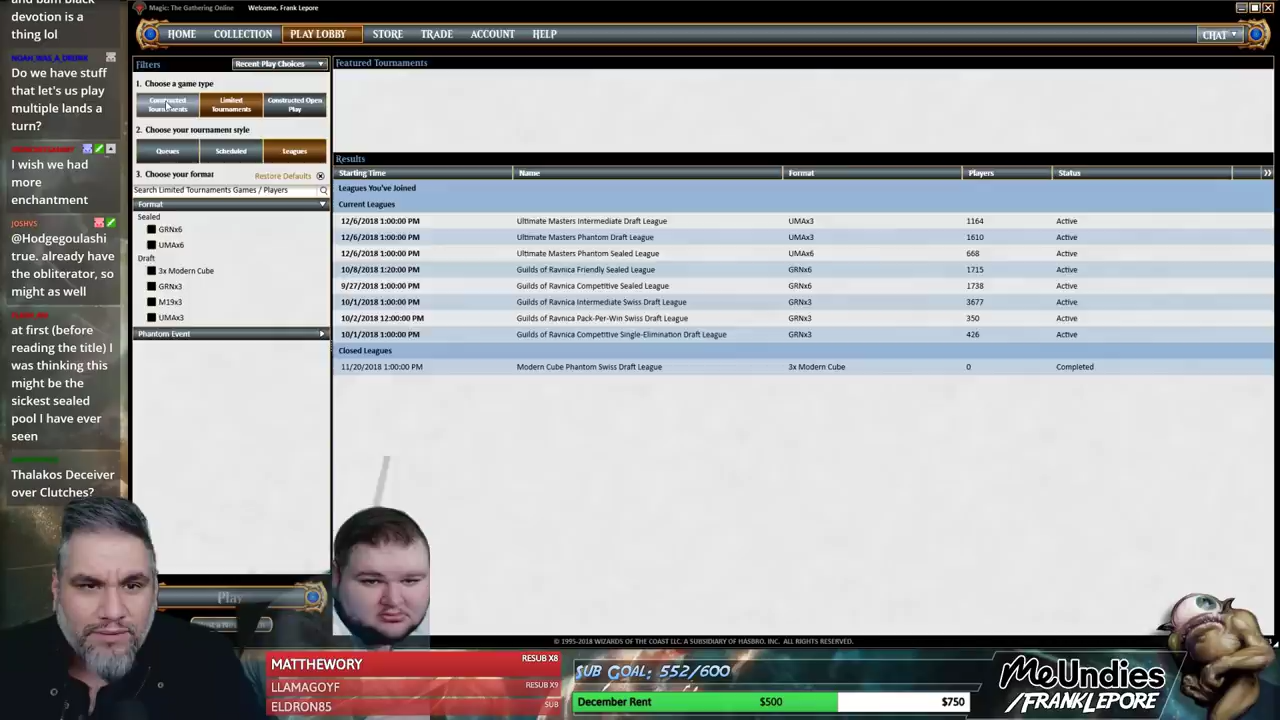 and bum black
devotion a
thing lol
NOAH_WAS_A_DRUNK
Do we have stuff
that let's us play
multiple lands a
turn?
I wish we had
more
enchantment
JOSHVS
@Hodgegoulashi
true. already have
the obliterator, so
might as well
at first (before
reading the title) I
was thinking this
might be the
sickest sealed
pool I have ever
seen
Thalakos Deceiver
over Clutches?
Magic: The Gathering Online Welcome, Frank Lepore
HOME COLLECTION PLAY LOBBY STORE TRADE ACCOUNT HELP CHAT
Filters Recent Play Choices
1. Choose a game type
Constructed Tournaments Limited Tournaments Constructed Open Play
2. Choose your tournament style
Queues Scheduled Leagues
3. Choose your format Restore Defaults
Search Limited Tournaments Games / Players
Format
Sealed
GRNx6
UMAx6
Draft
3x Modern Cube
GRNx3
M19x3
UMAx3
Phantom Event
Play
Featured Tournaments
Results
Starting Time Name Format Players Status
Leagues You've Joined
Current Leagues
12/6/2018 1:00:00 PM Ultimate Masters Intermediate Draft League UMAx3 1164 Active
12/6/2018 1:00:00 PM Ultimate Masters Phantom Draft League UMAx3 1610 Active
12/6/2018 1:00:00 PM Ultimate Masters Phantom Sealed League UMAx6 668 Active
10/8/2018 1:20:00 PM Guilds of Ravnica Friendly Sealed League GRNx6 1715 Active
9/27/2018 1:00:00 PM Guilds of Ravnica Competitive Sealed League GRNx6 1738 Active
10/1/2018 1:00:00 PM Guilds of Ravnica Intermediate Swiss Draft League GRNx3 3677 Active
10/2/2018 12:00:00 PM Guilds of Ravnica Pack-Per-Win Swiss Draft League GRNx3 350 Active
10/1/2018 1:00:00 PM Guilds of Ravnica Competitive Single-Elimination Draft League GRNx3 426 Active
Closed Leagues
11/20/2018 1:00:00 PM Modern Cube Phantom Swiss Draft League 3x Modern Cube 0 Completed
© 1995-2018 WIZARDS OF THE COAST LLC. A SUBSIDIARY OF HASBRO, INC. ALL RIGHTS RESERVED.
MATTHEWORY RESUB X8
LLAMAGOYF RESUB X9
ELDRON85 SUB
SUB GOAL: 552/600
December Rent $500 $750
MeUndies
/FRANKLEPORE